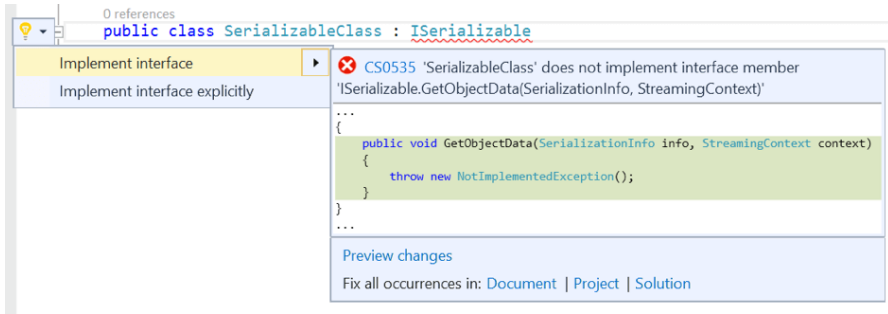 0 references
public class SerializableClass : ISerializable
Implement interface
Implement interface explicitly
CS0535 'SerializableClass' does not implement interface member
'ISerializable.GetObjectData(SerializationInfo, StreamingContext)'
...
{
public void GetObjectData(SerializationInfo info, StreamingContext context)
{
throw new NotImplementedException();
}
}
...
Preview changes
Fix all occurrences in: Document | Project | Solution